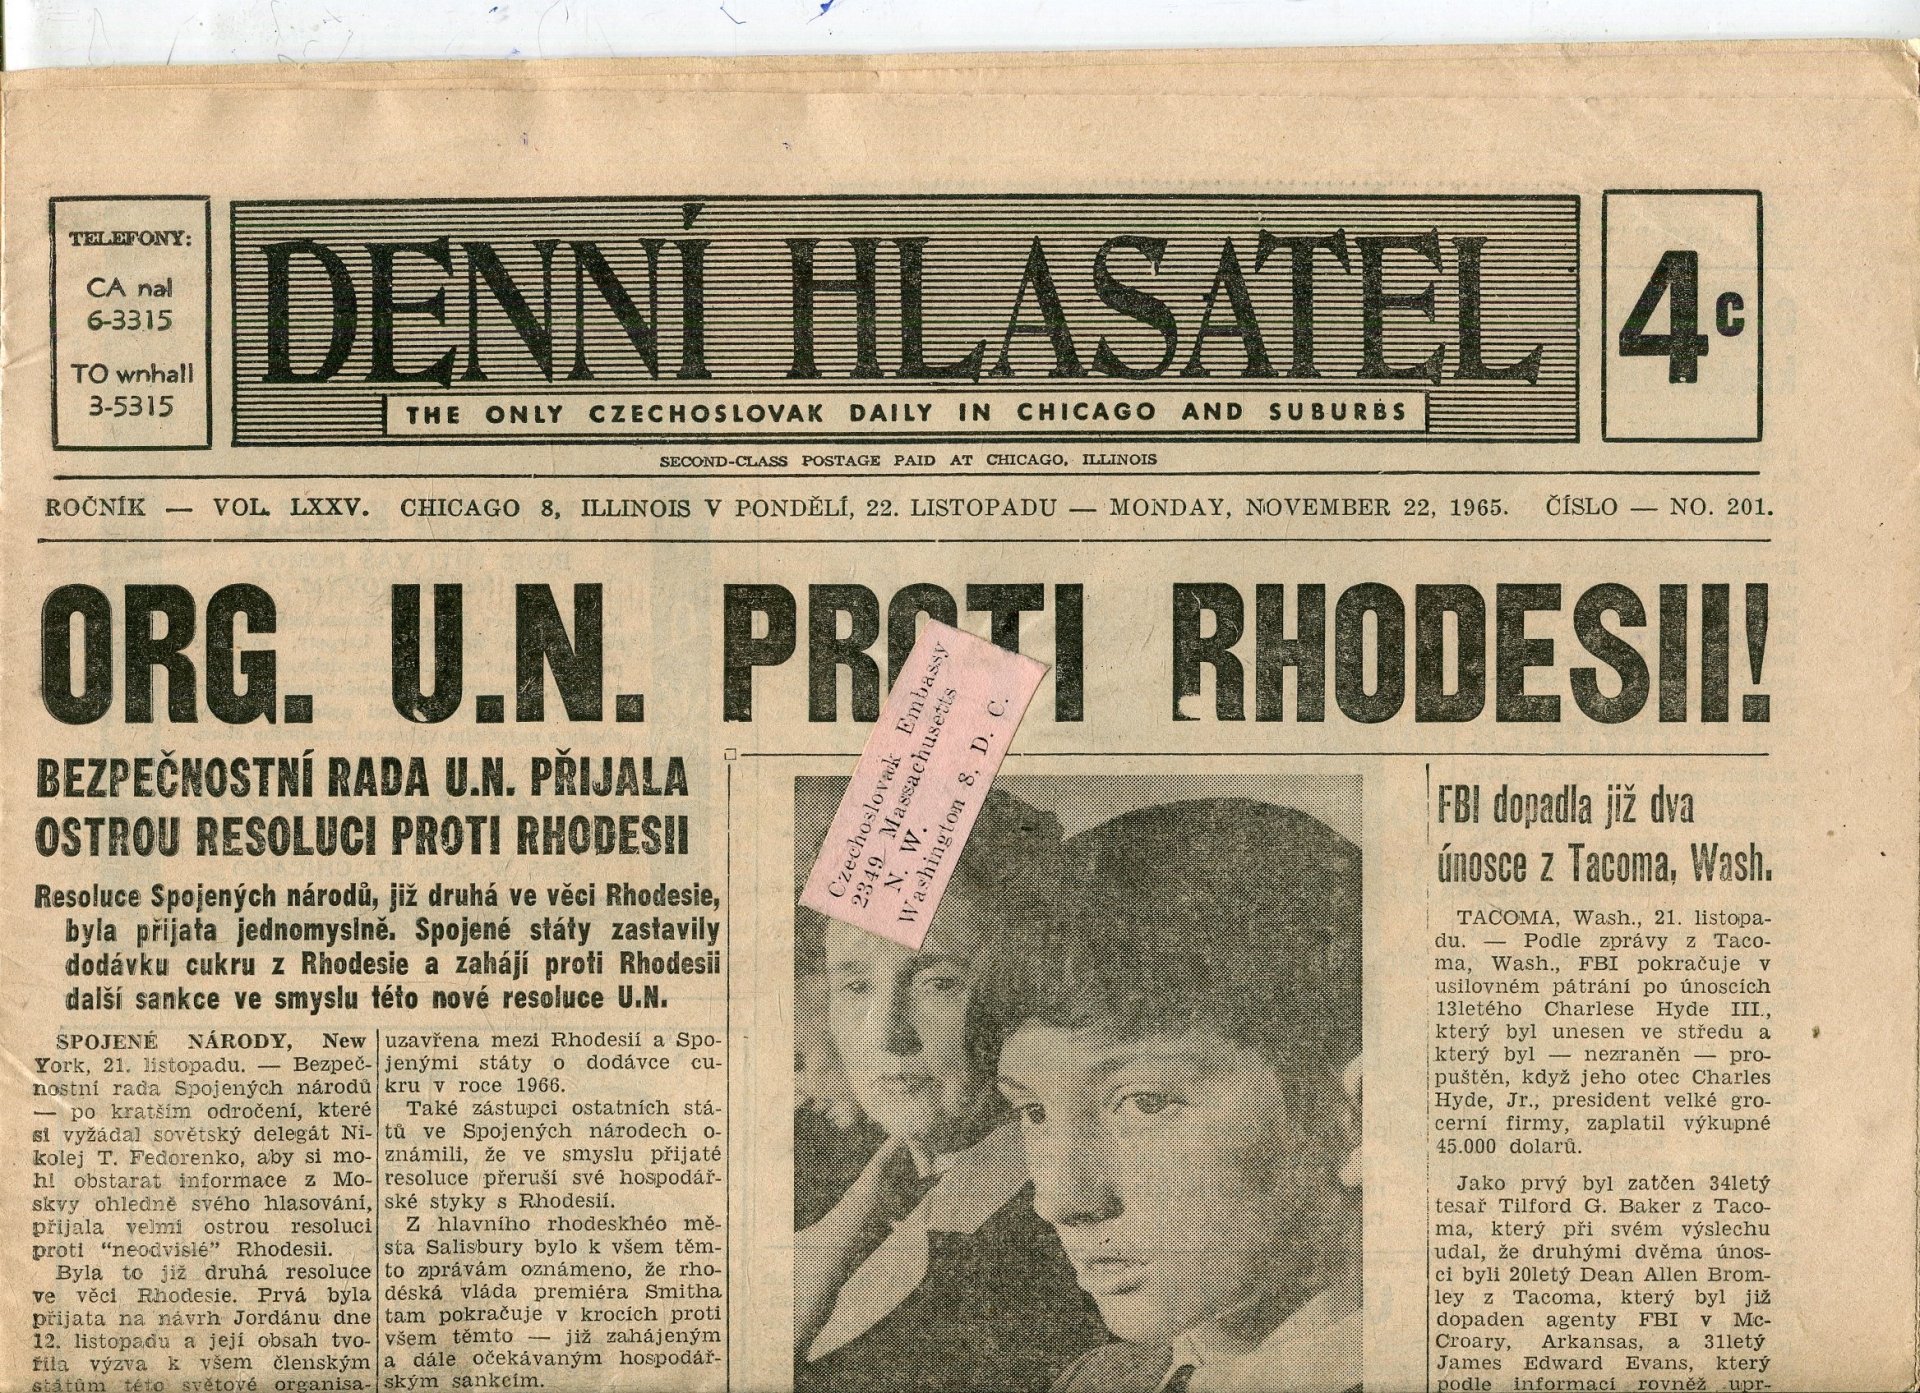 TELEFONY:
CA nal
6-3315
TO wnhall
3-5315
DENNÍ HLASATEL
THE ONLY CZECHOSLOVAK DAILY IN CHICAGO AND SUBURBS
4c
SECOND-CLASS POSTAGE PAID AT CHICAGO, ILLINOIS
ROČNÍK — VOL. LXXV. CHICAGO 8, ILLINOIS V PONDĚLÍ, 22. LISTOPADU — MONDAY, NOVEMBER 22, 1965. ČÍSLO — NO. 201.
ORG. U.N. PROTI RHODESII!
Czechoslovak Embassy
2349 Massachusetts
N. W.
Washington 8, D. C.
BEZPEČNOSTNÍ RADA U.N. PŘIJALA
OSTROU RESOLUCI PROTI RHODESII
Resoluce Spojených národů, již druhá ve věci Rhodesie,
byla přijata jednomyslně. Spojené státy zastavily
dodávku cukru z Rhodesie a zahájí proti Rhodesii
další sankce ve smyslu této nové resoluce U.N.
SPOJENÉ NÁRODY, New
York, 21. listopadu. — Bezpeč-
nostní rada Spojených národů
— po kratším odročení, které
si vyžádal sovětský delegát Ni-
kolej T. Fedorenko, aby si mo-
hl obstarat informace z Mo-
skvy ohledně svého hlasování,
přijala velmi ostrou resoluci
proti “neodvislé” Rhodesii.
Byla to již druhá resoluce
ve věci Rhodesie. Prvá byla
přijata na návrh Jordánu dne
12. listopadu a její obsah tvo-
řila výzva k všem členským
státům této světové organisa-
uzavřena mezi Rhodesií a Spo-
jenými státy o dodávce cu-
kru v roce 1966.
Také zástupci ostatních stá-
tů ve Spojených národech o-
známili, že ve smyslu přijaté
resoluce přeruší své hospodář-
ské styky s Rhodesií.
Z hlavního rhodeskhéo mě-
sta Salisbury bylo k všem těm-
to zprávám oznámeno, že rho-
déská vláda premiéra Smitha
tam pokračuje v krocích proti
všem těmto — již zahájeným
a dále očekávaným hospodář-
ským sankcím.
FBI dopadla již dva
únosce z Tacoma, Wash.
TACOMA, Wash., 21. listopa-
du. — Podle zprávy z Taco-
ma, Wash., FBI pokračuje v
usilovném pátrání po únoscích
13letého Charlese Hyde III.,
který byl unesen ve středu a
který byl — nezraněn — pro-
puštěn, když jeho otec Charles
Hyde, Jr., president velké gro-
cerní firmy, zaplatil výkupné
45.000 dolarů.
Jako prvý byl zatčen 34letý
tesař Tilford G. Baker z Taco-
ma, který při svém výslechu
udal, že druhými dvěma únos-
ci byli 20letý Dean Allen Brom-
ley z Tacoma, který byl již
dopaden agenty FBI v Mc-
Croary, Arkansas, a 31letý
James Edward Evans, který
podle informací rovněž upr-